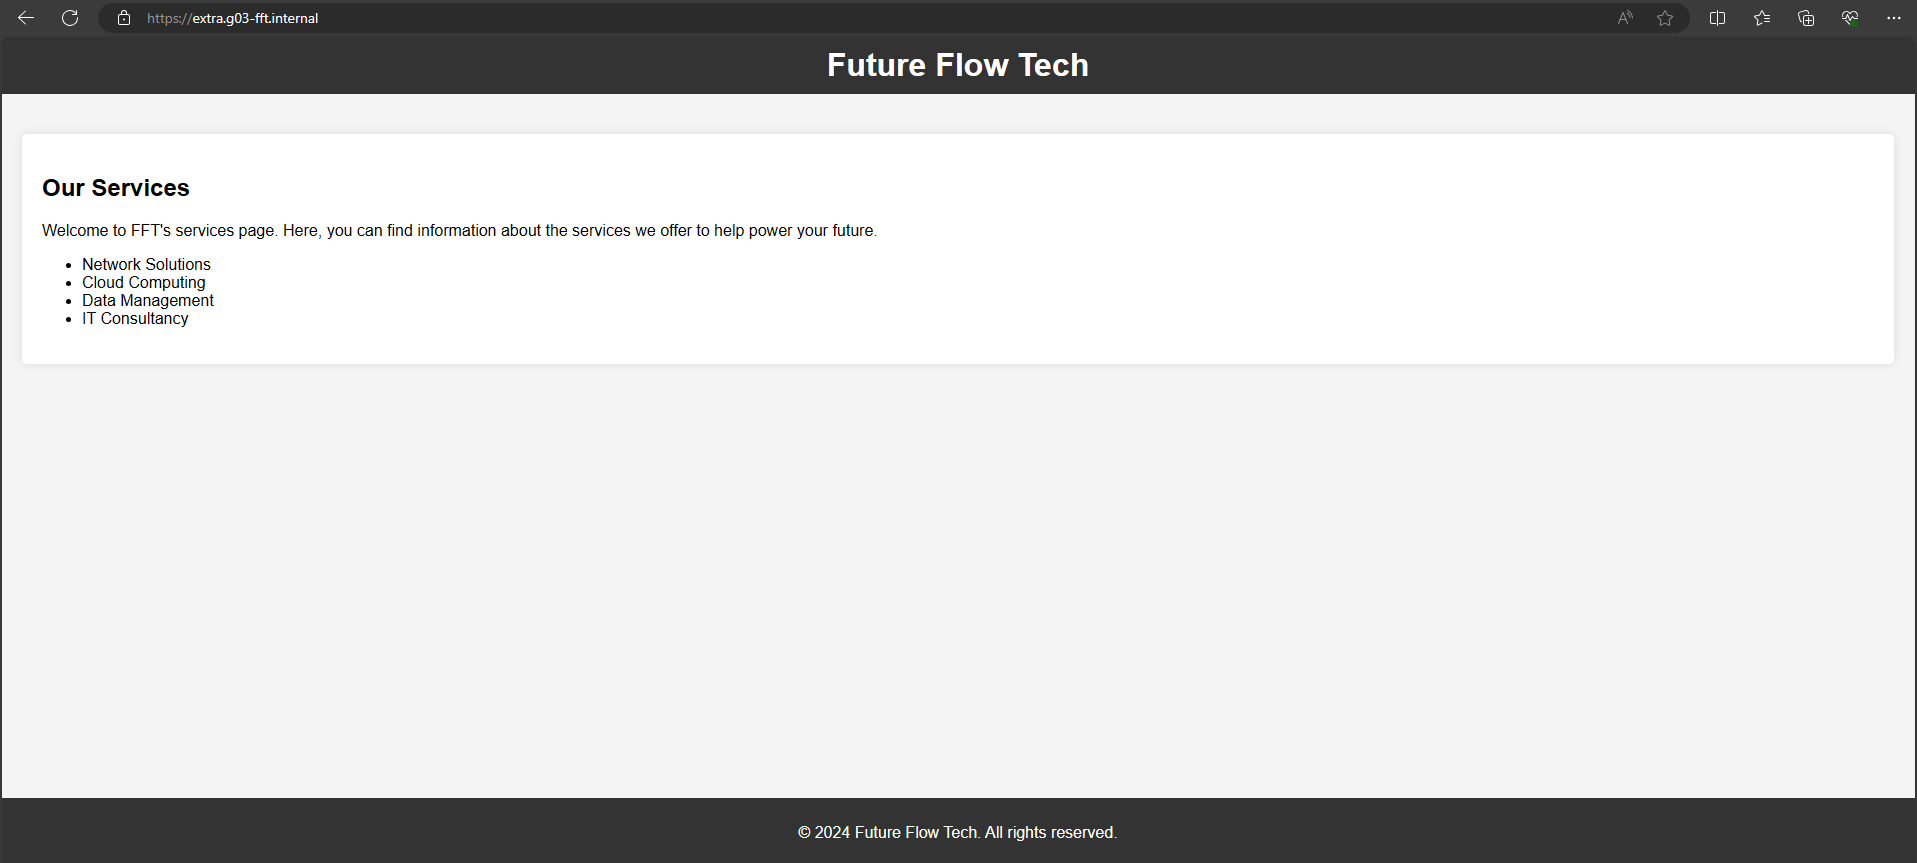 https://extra.g03-fft.internal
Future Flow Tech
Our Services
Welcome to FFT's services page. Here, you can find information about the services we offer to help power your future.
Network Solutions
Cloud Computing
Data Management
IT Consultancy
© 2024 Future Flow Tech. All rights reserved.